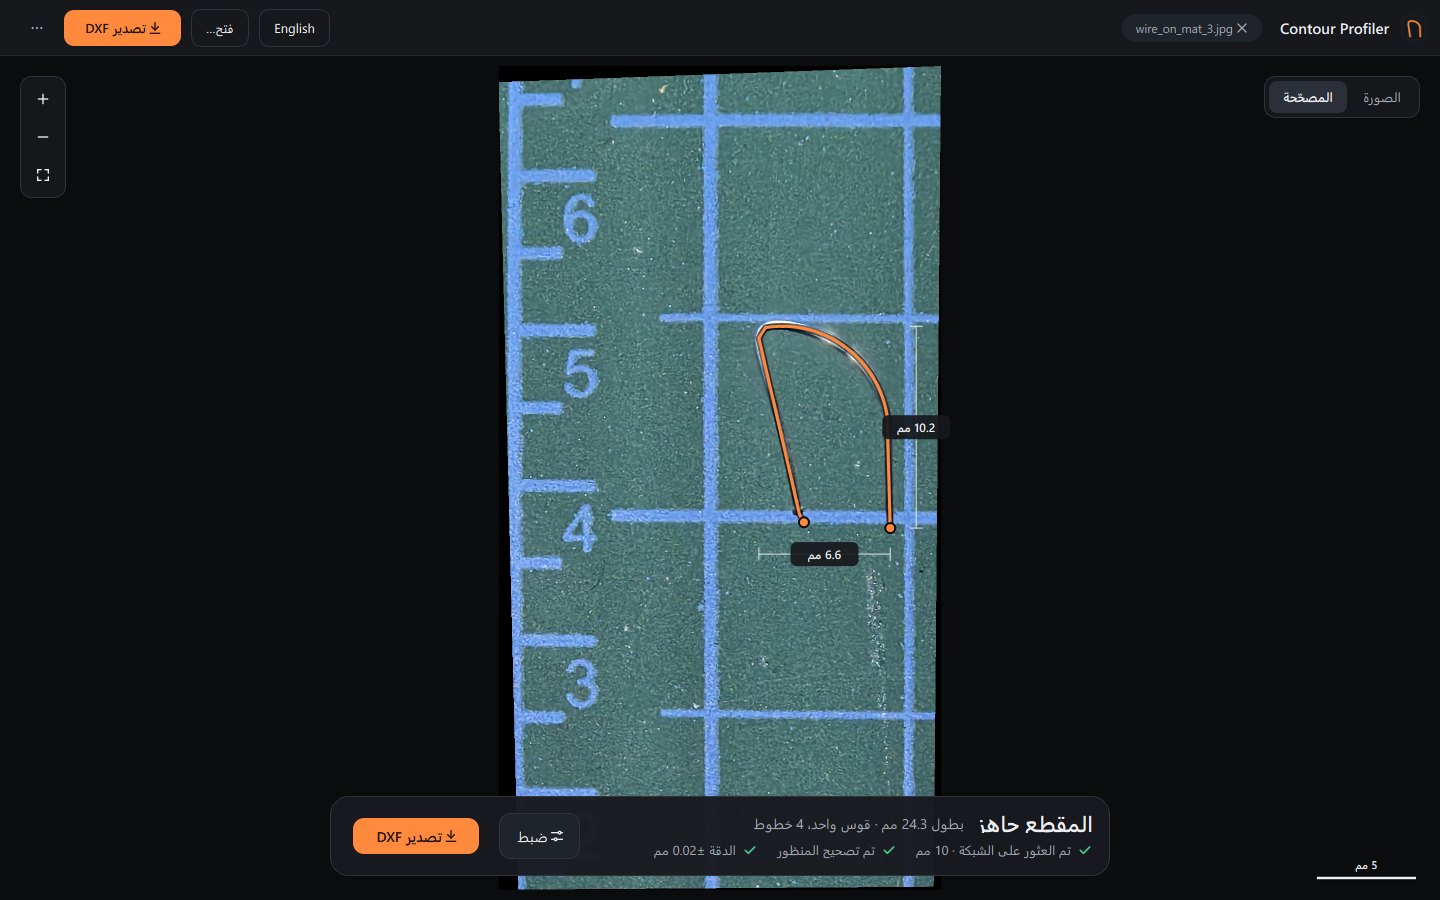 Contour Profiler
wire_on_mat_3.jpg
English
فتح...
تصدير DXF
الصورة
المصحّحة
6
5
4
3
10.2 مم
6.6 مم
المقطع جاهز
بطول 24.3 مم · قوس واحد، 4 خطوط
تم العثور على الشبكة · 10 مم
تم تصحيح المنظور
الدقة ±0.02 مم
ضبط
تصدير DXF
5 مم